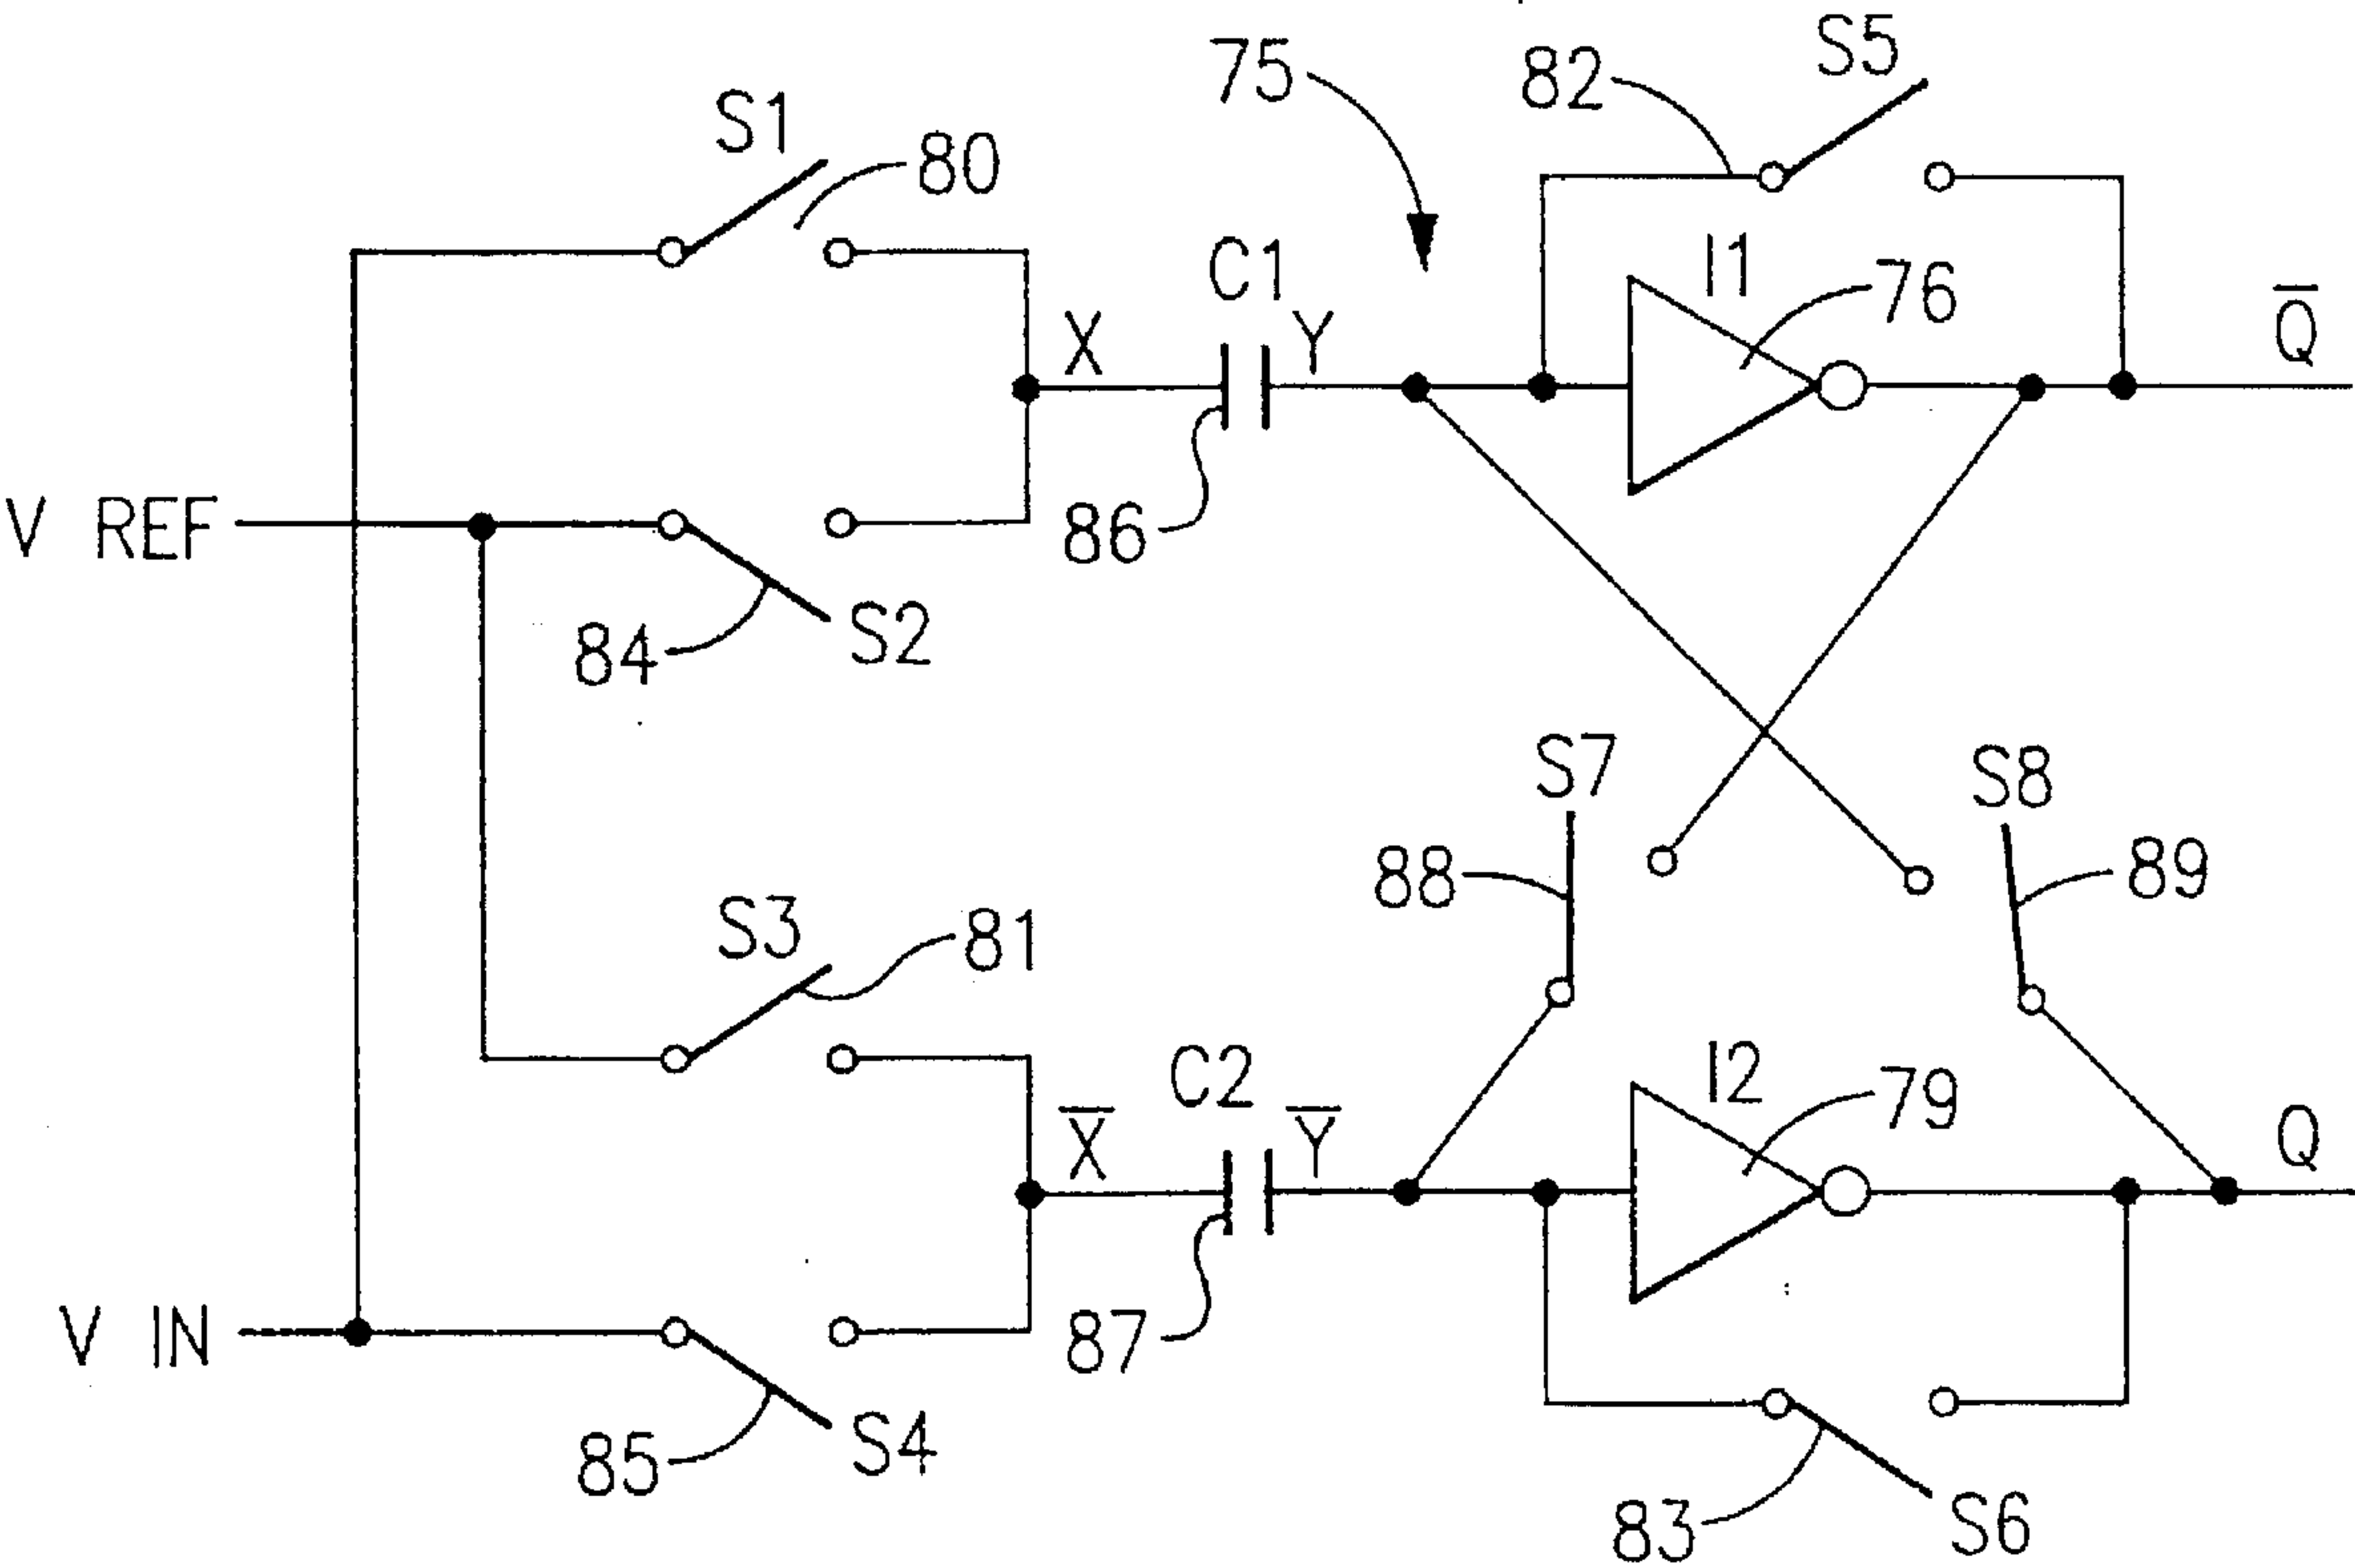 S5
75
82
S1
80
I1
76
C1
X
Y
Q̅
V REF
86
84
S2
S7
S8
88
89
S3
81
I2
79
C2
X̅
Y̅
Q
V IN
87
85
S4
83
S6